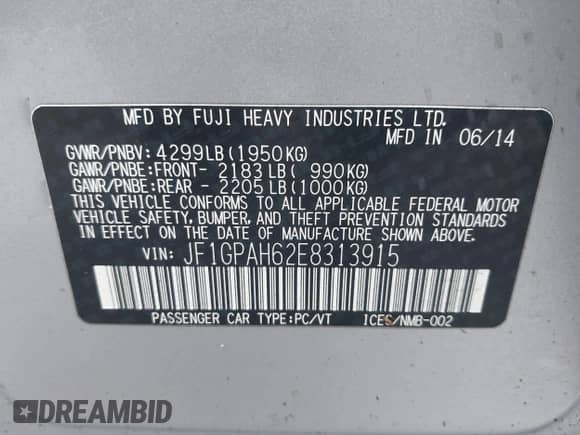 MFD BY FUJI HEAVY INDUSTRIES LTD.
MFD IN 06/14
GVWR/PNBV: 4299LB(1950KG)
GAWR/PNBE:FRONT- 2183LB( 990KG)
GAWR/PNBE:REAR - 2205LB(1000KG)
THIS VEHICLE CONFORMS TO ALL APPLICABLE FEDERAL MOTOR
VEHICLE SAFETY, BUMPER, AND THEFT PREVENTION STANDARDS
IN EFFECT ON THE DATE OF MANUFACTURE SHOWN ABOVE.
VIN: JF1GPAH62E8313915
PASSENGER CAR TYPE:PC/VT ICES/NMB-002
DREAMBID